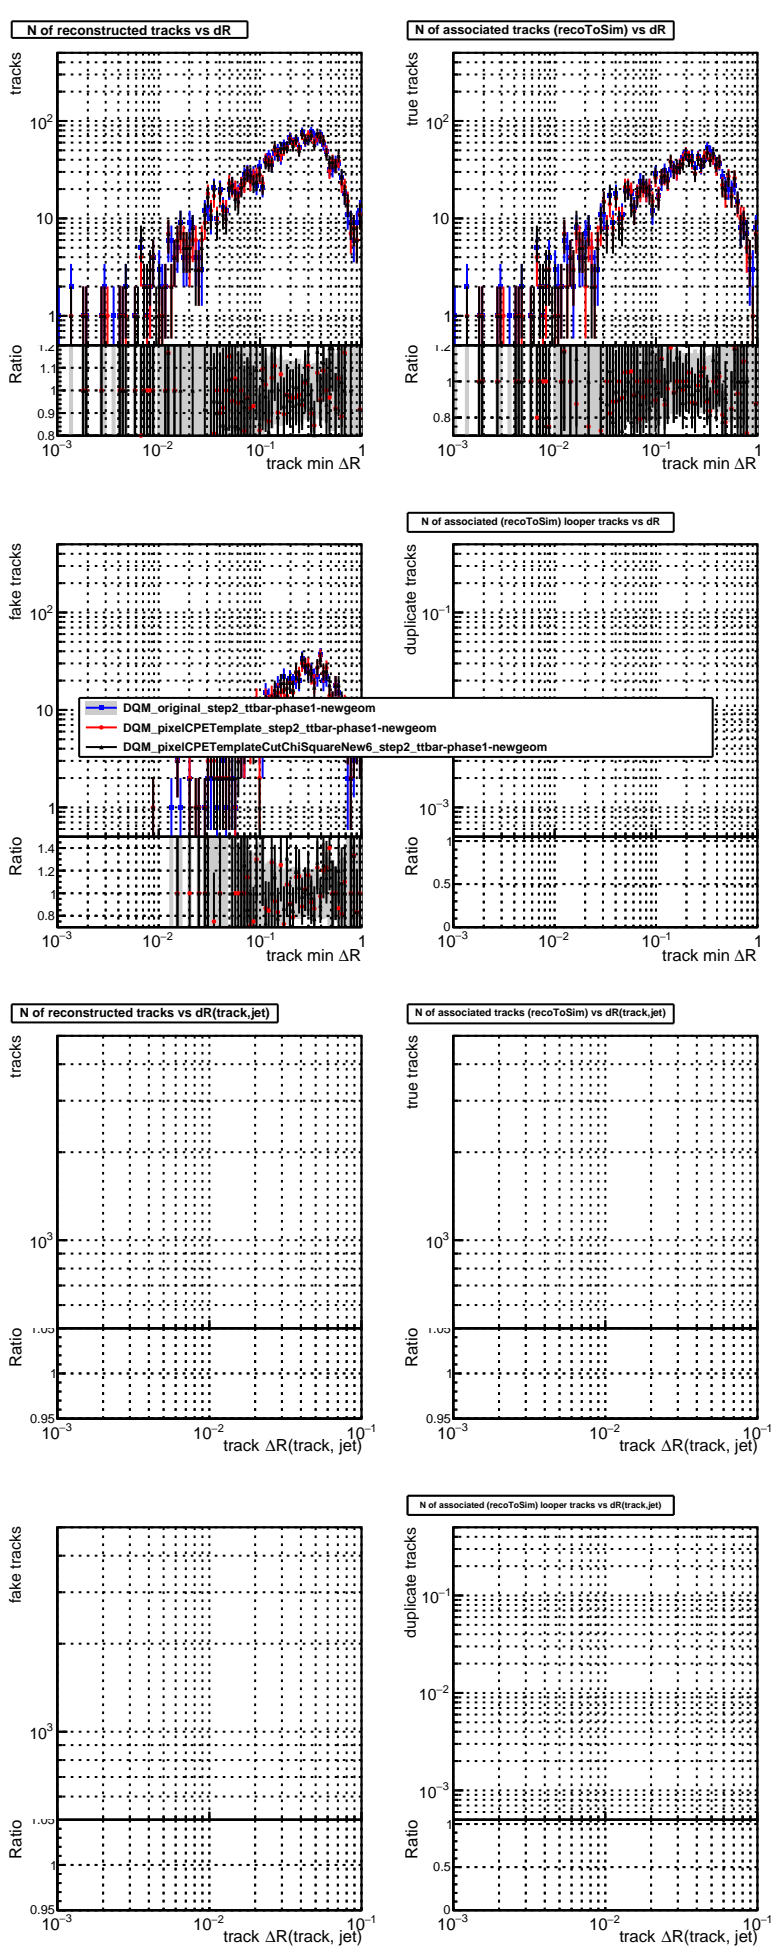 N of reconstructed tracks vs dR
tracks
10²
10
1
Ratio
1.2
1.1
1
0.9
0.8
10⁻³
10⁻²
10⁻¹
1
track min ΔR
N of associated tracks (recoToSim) vs dR
true tracks
10²
10
1
Ratio
1.2
1
0.8
10⁻³
10⁻²
10⁻¹
1
track min ΔR
fake tracks
10²
10
1
Ratio
1.4
1.2
1
0.8
10⁻³
10⁻²
10⁻¹
1
track min ΔR
N of associated (recoToSim) looper tracks vs dR
duplicate tracks
10⁻¹
10⁻³
Ratio
1
0.5
0
10⁻³
10⁻²
10⁻¹
1
track min ΔR
DQM_original_step2_ttbar-phase1-newgeom
DQM_pixelCPETemplate_step2_ttbar-phase1-newgeom
DQM_pixelCPETemplateCutChiSquareNew6_step2_ttbar-phase1-newgeom
N of reconstructed tracks vs dR(track,jet)
tracks
10³
Ratio
1.05
1
0.95
10⁻³
10⁻²
10⁻¹
track ΔR(track, jet)
N of associated tracks (recoToSim) vs dR(track,jet)
true tracks
10³
Ratio
1.05
1
0.95
10⁻³
10⁻²
10⁻¹
track ΔR(track, jet)
fake tracks
10³
Ratio
1.05
1
0.95
10⁻³
10⁻²
10⁻¹
track ΔR(track, jet)
N of associated (recoToSim) looper tracks vs dR(track,jet)
duplicate tracks
10⁻¹
10⁻²
10⁻³
Ratio
1
0.5
0
10⁻³
10⁻²
10⁻¹
track ΔR(track, jet)